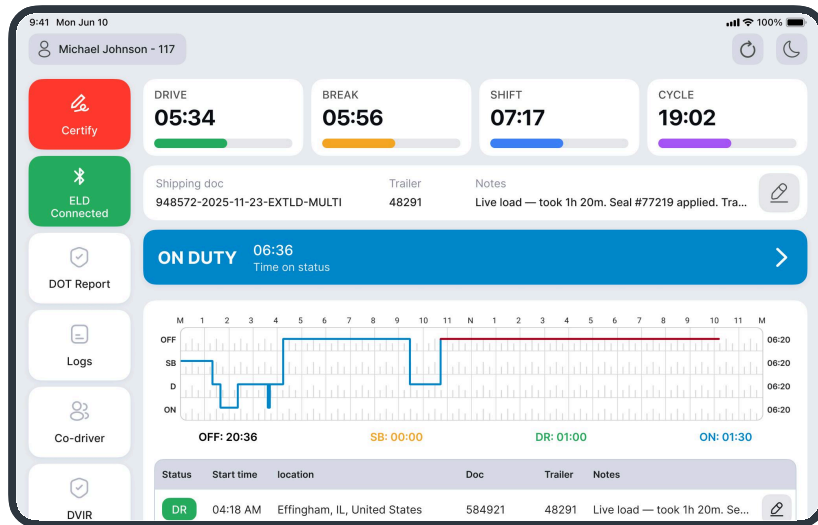 9:41 Mon Jun 10
100%
Michael Johnson - 117
Certify
ELD
Connected
DOT Report
Logs
Co-driver
DVIR
DRIVE
05:34
BREAK
05:56
SHIFT
07:17
CYCLE
19:02
Shipping doc
948572-2025-11-23-EXTLD-MULTI
Trailer
48291
Notes
Live load — took 1h 20m. Seal #77219 applied. Tra...
ON DUTY
06:36
Time on status
M 1 2 3 4 5 6 7 8 9 10 11 N 1 2 3 4 5 6 7 8 9 10 11 M
OFF 06:20
SB 06:20
D 06:20
ON 06:20
OFF: 20:36 SB: 00:00 DR: 01:00 ON: 01:30
Status Start time location Doc Trailer Notes
DR 04:18 AM Effingham, IL, United States 584921 48291 Live load — took 1h 20m. Se...